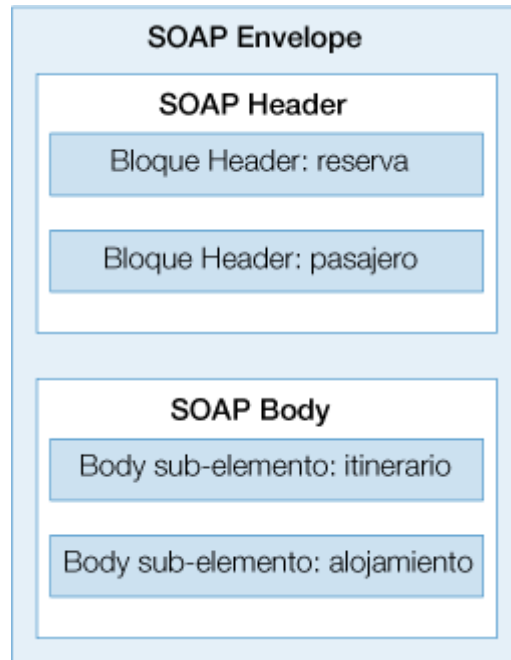 SOAP Envelope
SOAP Header
Bloque Header: reserva
Bloque Header: pasajero
SOAP Body
Body sub-elemento: itinerario
Body sub-elemento: alojamiento